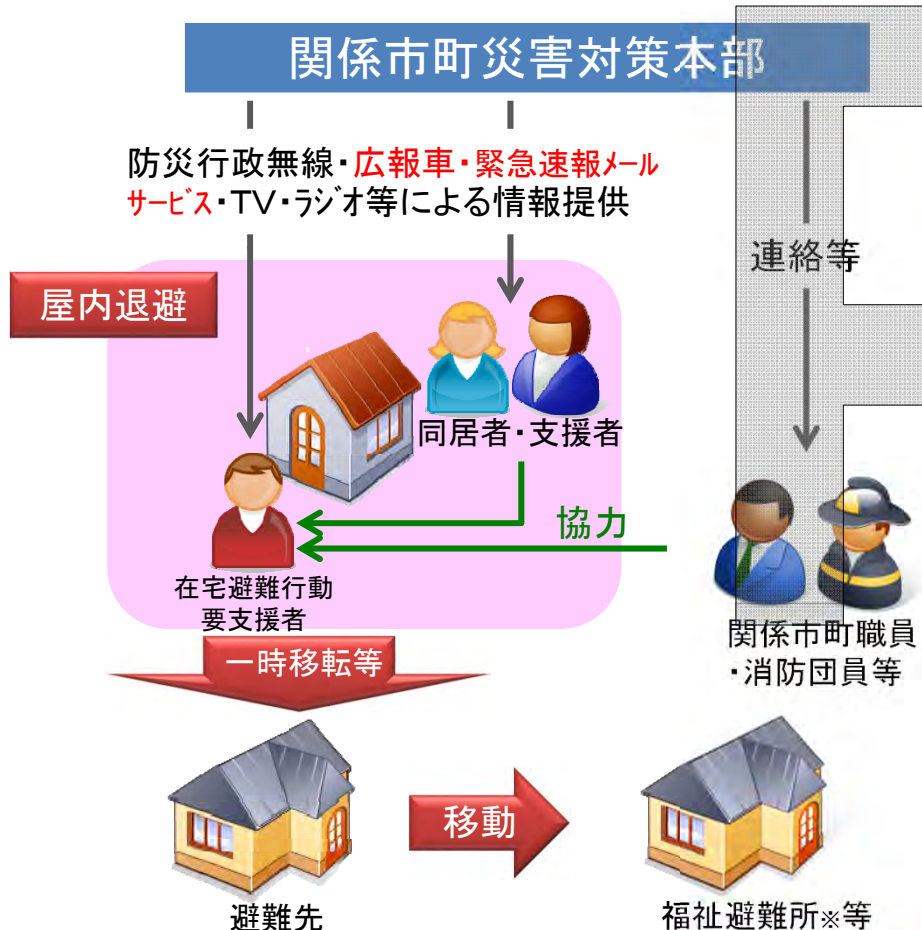 関係市町災害対策本部
防災行政無線・広報車・緊急速報メール
サービス・TV・ラジオ等による情報提供
連絡等
屋内退避
同居者・支援者
協力
在宅避難行動
要支援者
関係市町職員
・消防団員等
一時移転等
移動
避難先
福祉避難所※等